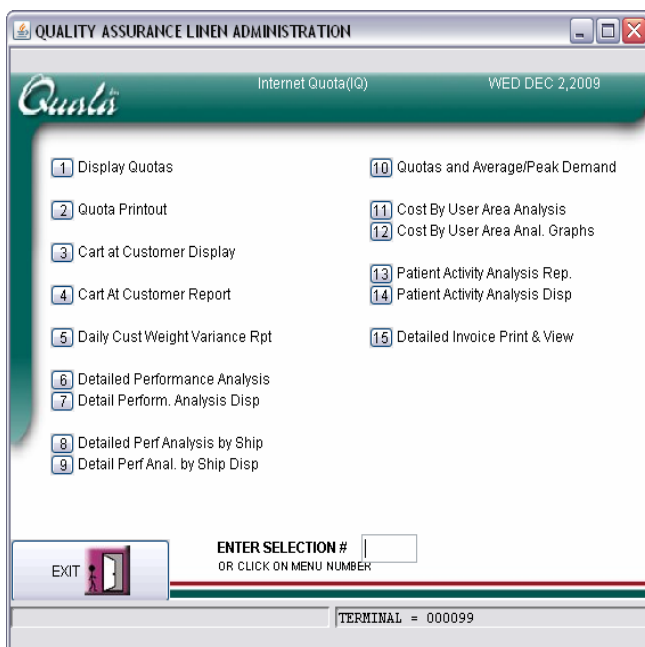 QUALITY ASSURANCE LINEN ADMINISTRATION
Qualá
Internet Quota(IQ)
WED DEC 2,2009
1 Display Quotas
2 Quota Printout
3 Cart at Customer Display
4 Cart At Customer Report
5 Daily Cust Weight Variance Rpt
6 Detailed Performance Analysis
7 Detail Perform. Analysis Disp
8 Detailed Perf Analysis by Ship
9 Detail Perf Anal. by Ship Disp
10 Quotas and Average/Peak Demand
11 Cost By User Area Analysis
12 Cost By User Area Anal. Graphs
13 Patient Activity Analysis Rep.
14 Patient Activity Analysis Disp
15 Detailed Invoice Print & View
ENTER SELECTION #
OR CLICK ON MENU NUMBER
EXIT
TERMINAL = 000099